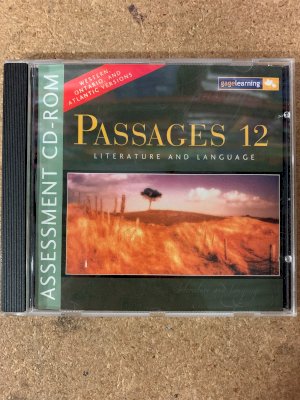 WESTERN
ONTARIO AND
ATLANTIC VERSIONS
gagelearning
ASSESSMENT CD-ROM
PASSAGES 12
LITERATURE AND LANGUAGE